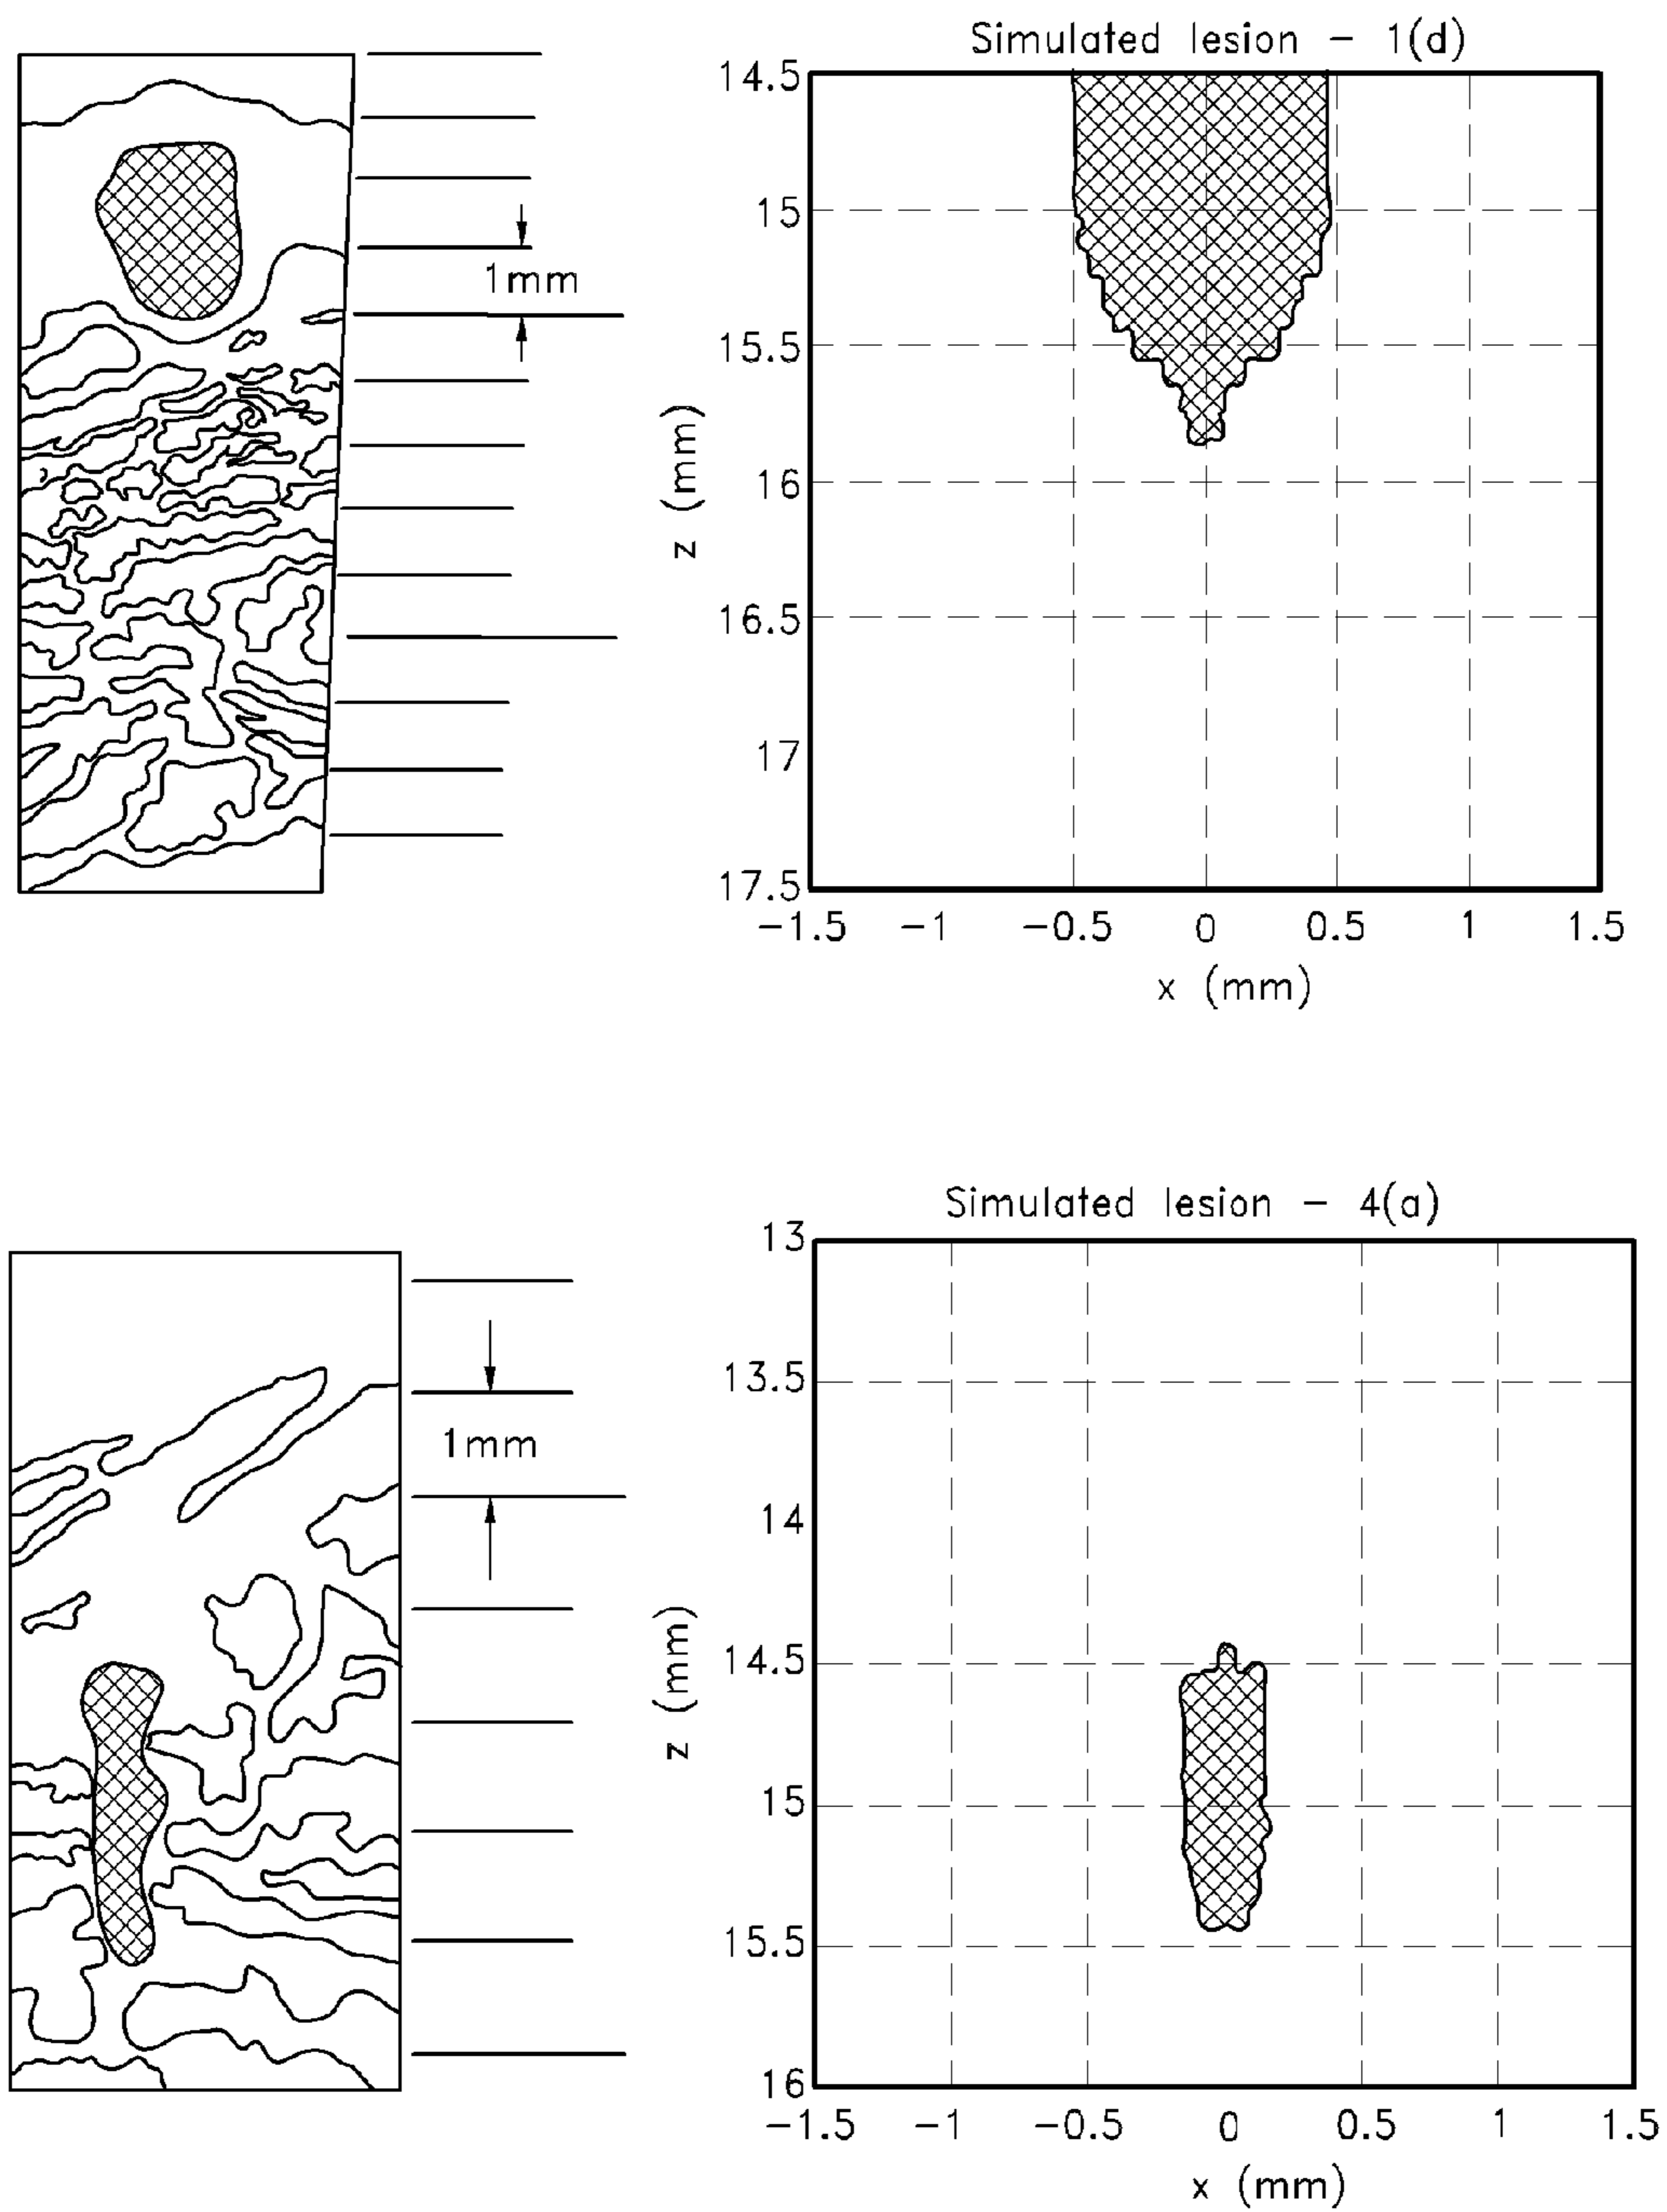 Simulated lesion - 1(d)
14.5
15
1mm
15.5
z (mm)
16
16.5
17
17.5
-1.5 -1 -0.5 0 0.5 1 1.5
x (mm)
Simulated lesion - 4(a)
13
13.5
1mm
14
14.5
z (mm)
15
15.5
16
-1.5 -1 -0.5 0 0.5 1 1.5
x (mm)